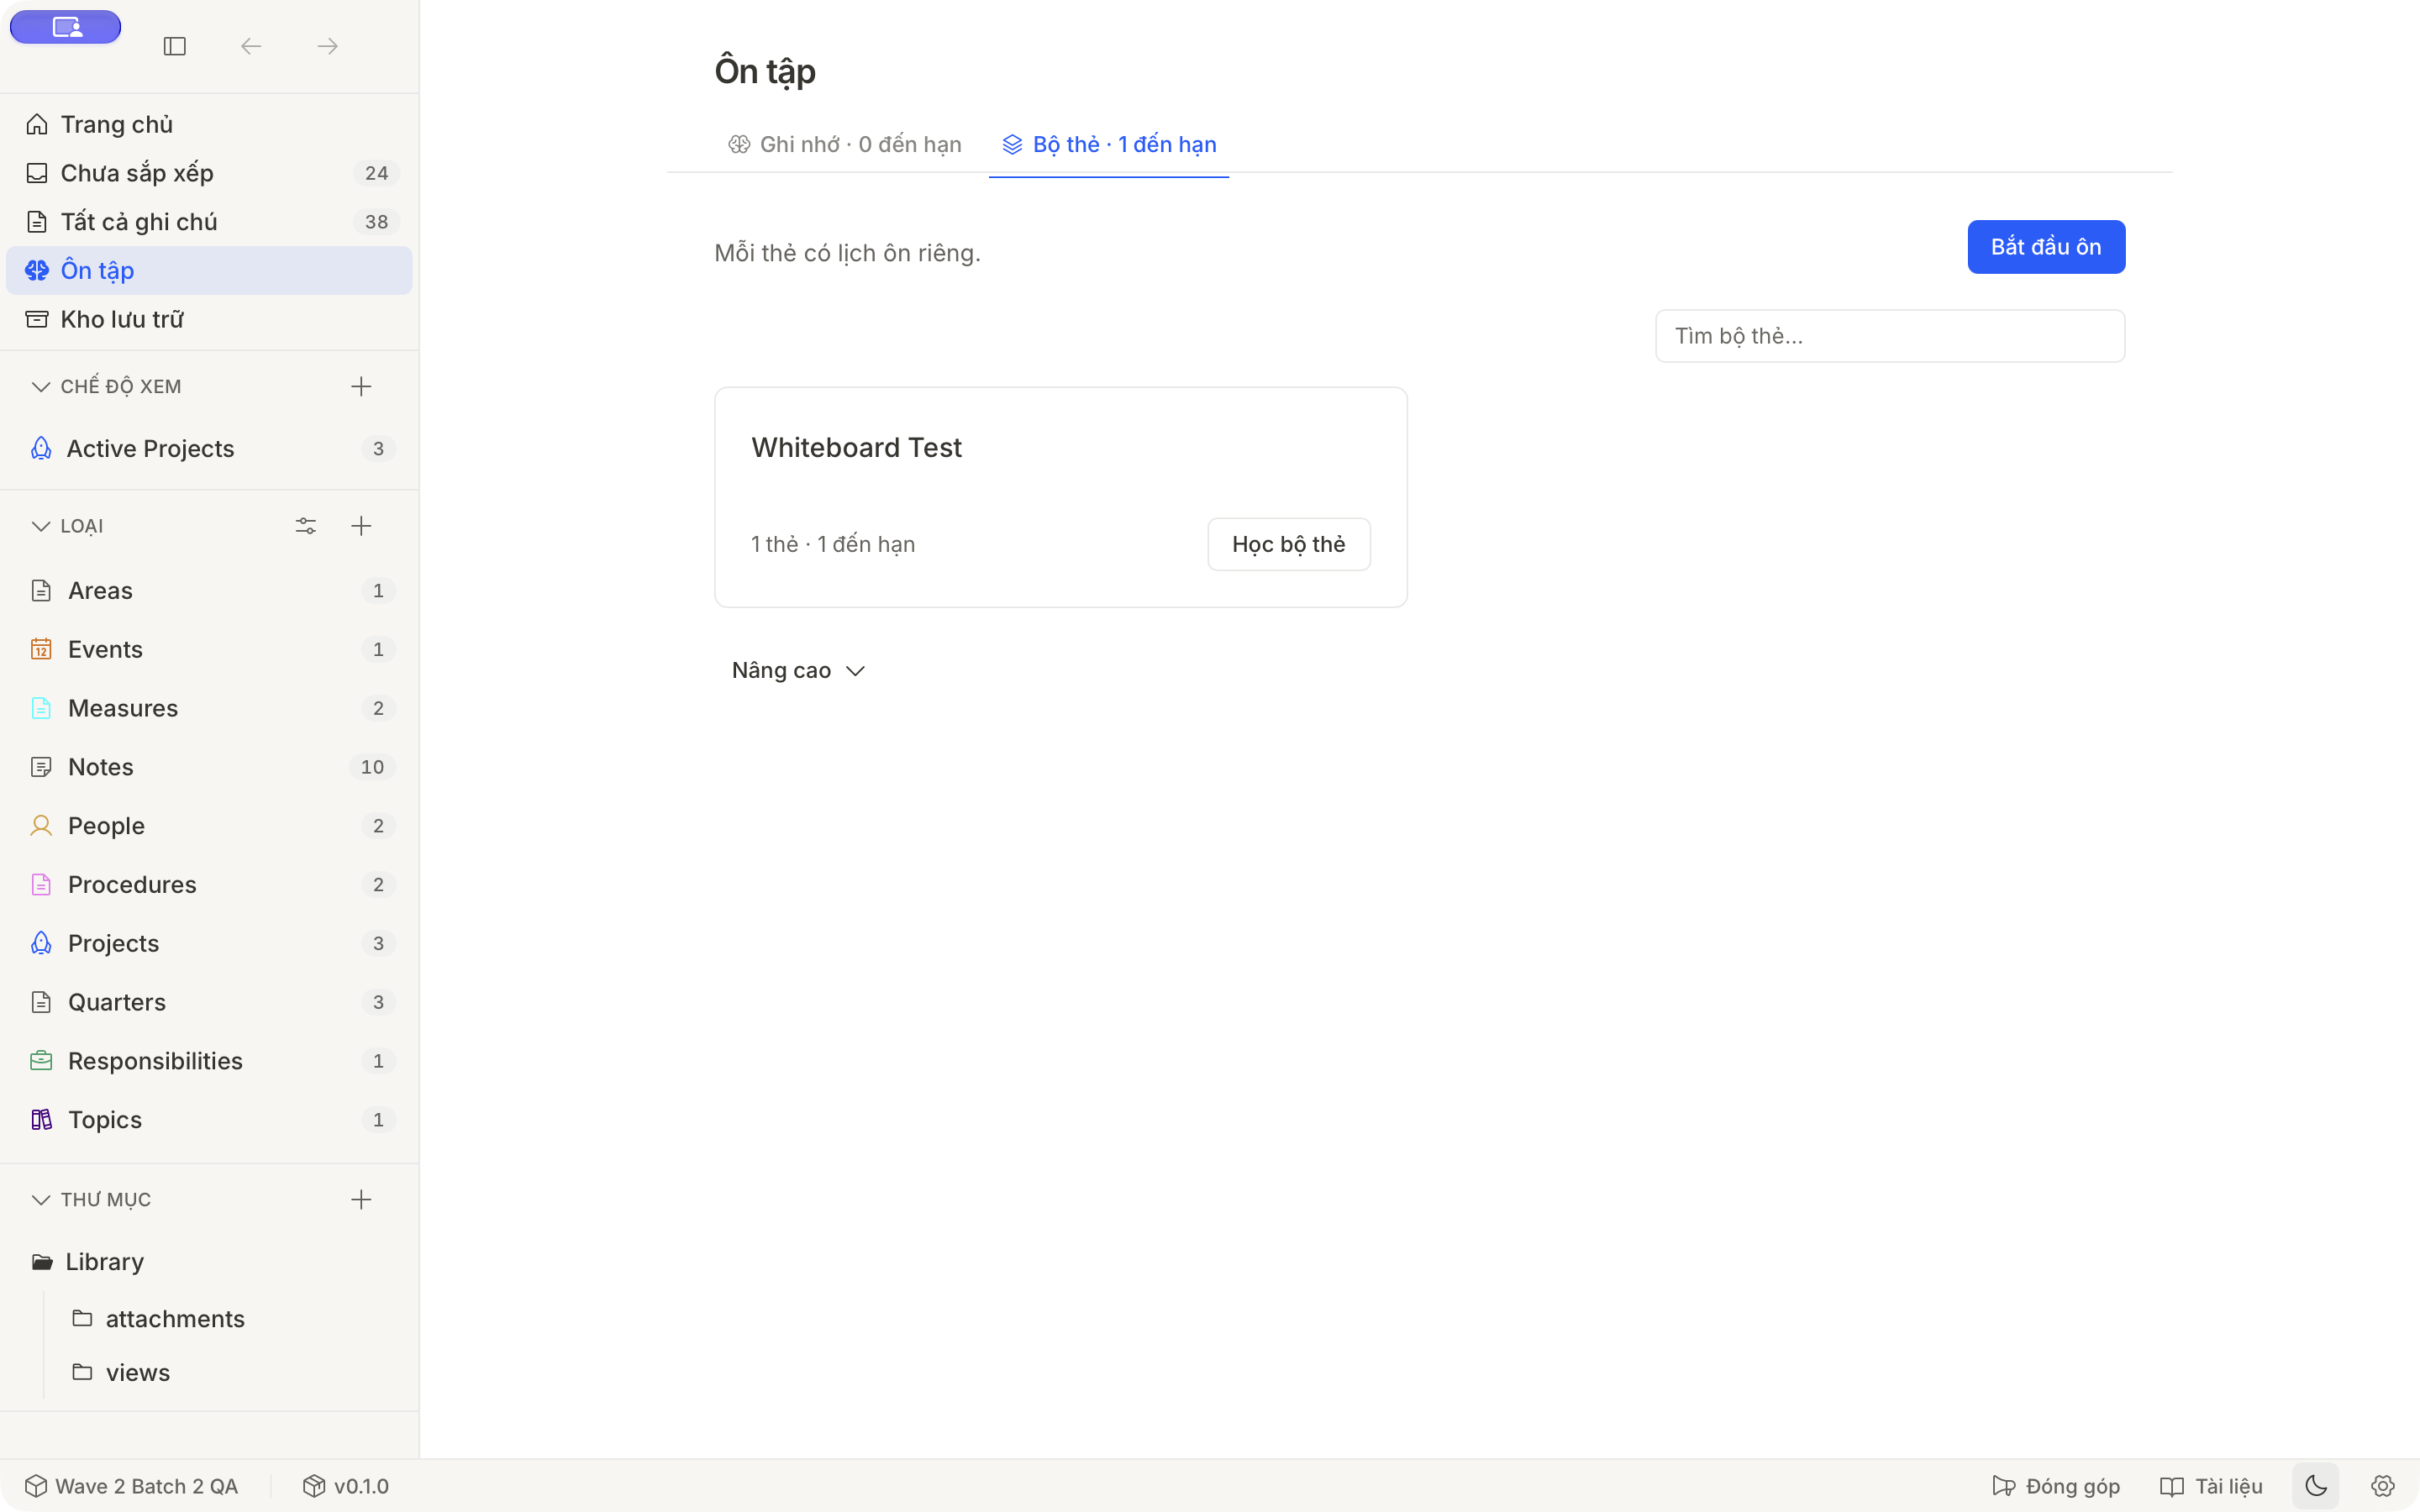 Trang chủ
Chưa sắp xếp 24
Tất cả ghi chú 38
Ôn tập
Kho lưu trữ
CHẾ ĐỘ XEM
Active Projects 3
LOẠI
Areas 1
12
Events 1
Measures 2
Notes 10
People 2
Procedures 2
Projects 3
Quarters 3
Responsibilities 1
Topics 1
THƯ MỤC
Library
attachments
views
Ôn tập
Ghi nhớ · 0 đến hạn
Bộ thẻ · 1 đến hạn
Mỗi thẻ có lịch ôn riêng.
Bắt đầu ôn
Tìm bộ thẻ...
Whiteboard Test
1 thẻ · 1 đến hạn
Học bộ thẻ
Nâng cao
Wave 2 Batch 2 QA
v0.1.0
Đóng góp
Tài liệu